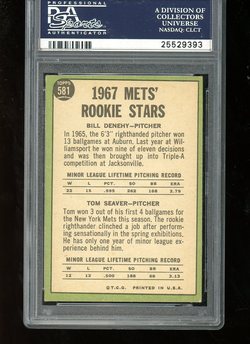 PSA
Sports
AUTHENTICATOR
A DIVISION OF
COLLECTORS
UNIVERSE
NASDAQ: CLCT
25529393
TOPPS
581
1967 METS'
ROOKIE STARS
BILL DENEHY—PITCHER
In 1965, the 6'3" righthanded pitcher won
13 ballgames at Auburn. Last year at Wil-
liamsport he won nine of eleven decisions
and was then brought up into Triple-A
competition at Jacksonville.
MINOR LEAGUE LIFETIME PITCHING RECORD
W L PCT. SO BB ERA
22 15 .595 262 168 2.79
TOM SEAVER—PITCHER
Tom won 3 out of his first 4 ballgames for
the New York Mets this season. The rookie
righthander clinched a job after perform-
ing sensationally in the spring exhibitions.
He has only one year of minor league ex-
perience behind him.
MINOR LEAGUE LIFETIME PITCHING RECORD
W L PCT. SO BB ERA
12 12 .500 188 66 3.13
©T.C.G. PRINTED IN U.S.A.